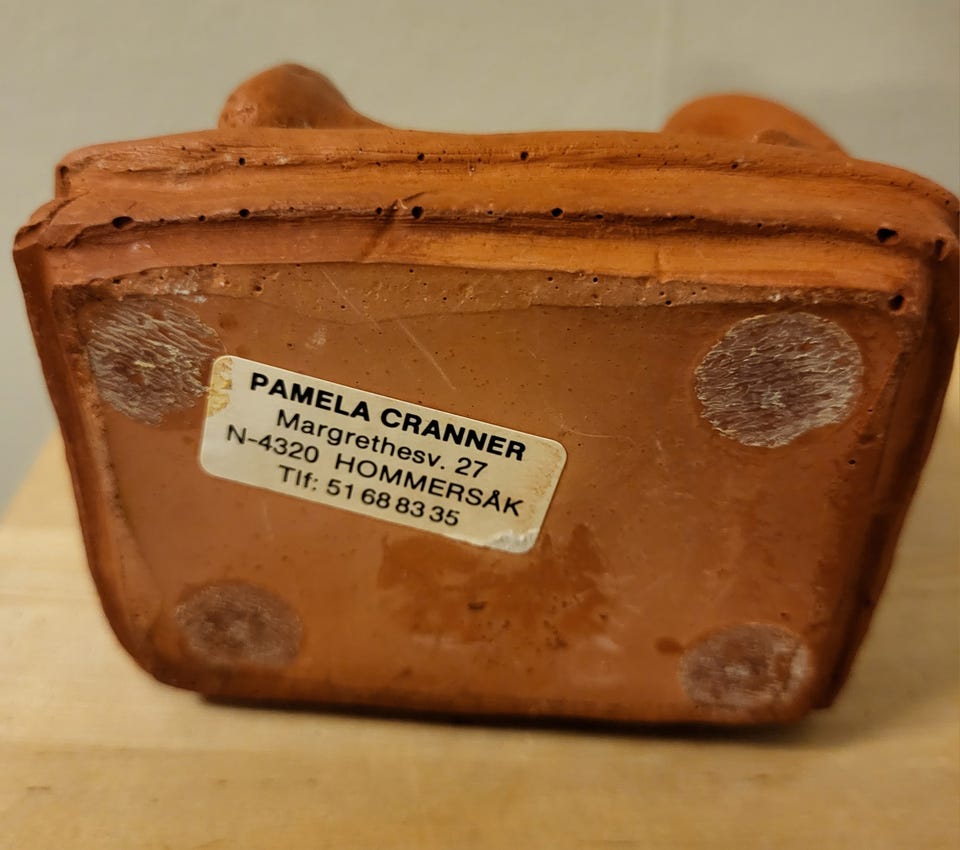 PAMELA CRANNER
Margrethesv. 27
N-4320 HOMMERSÅK
Tlf: 51 68 83 35